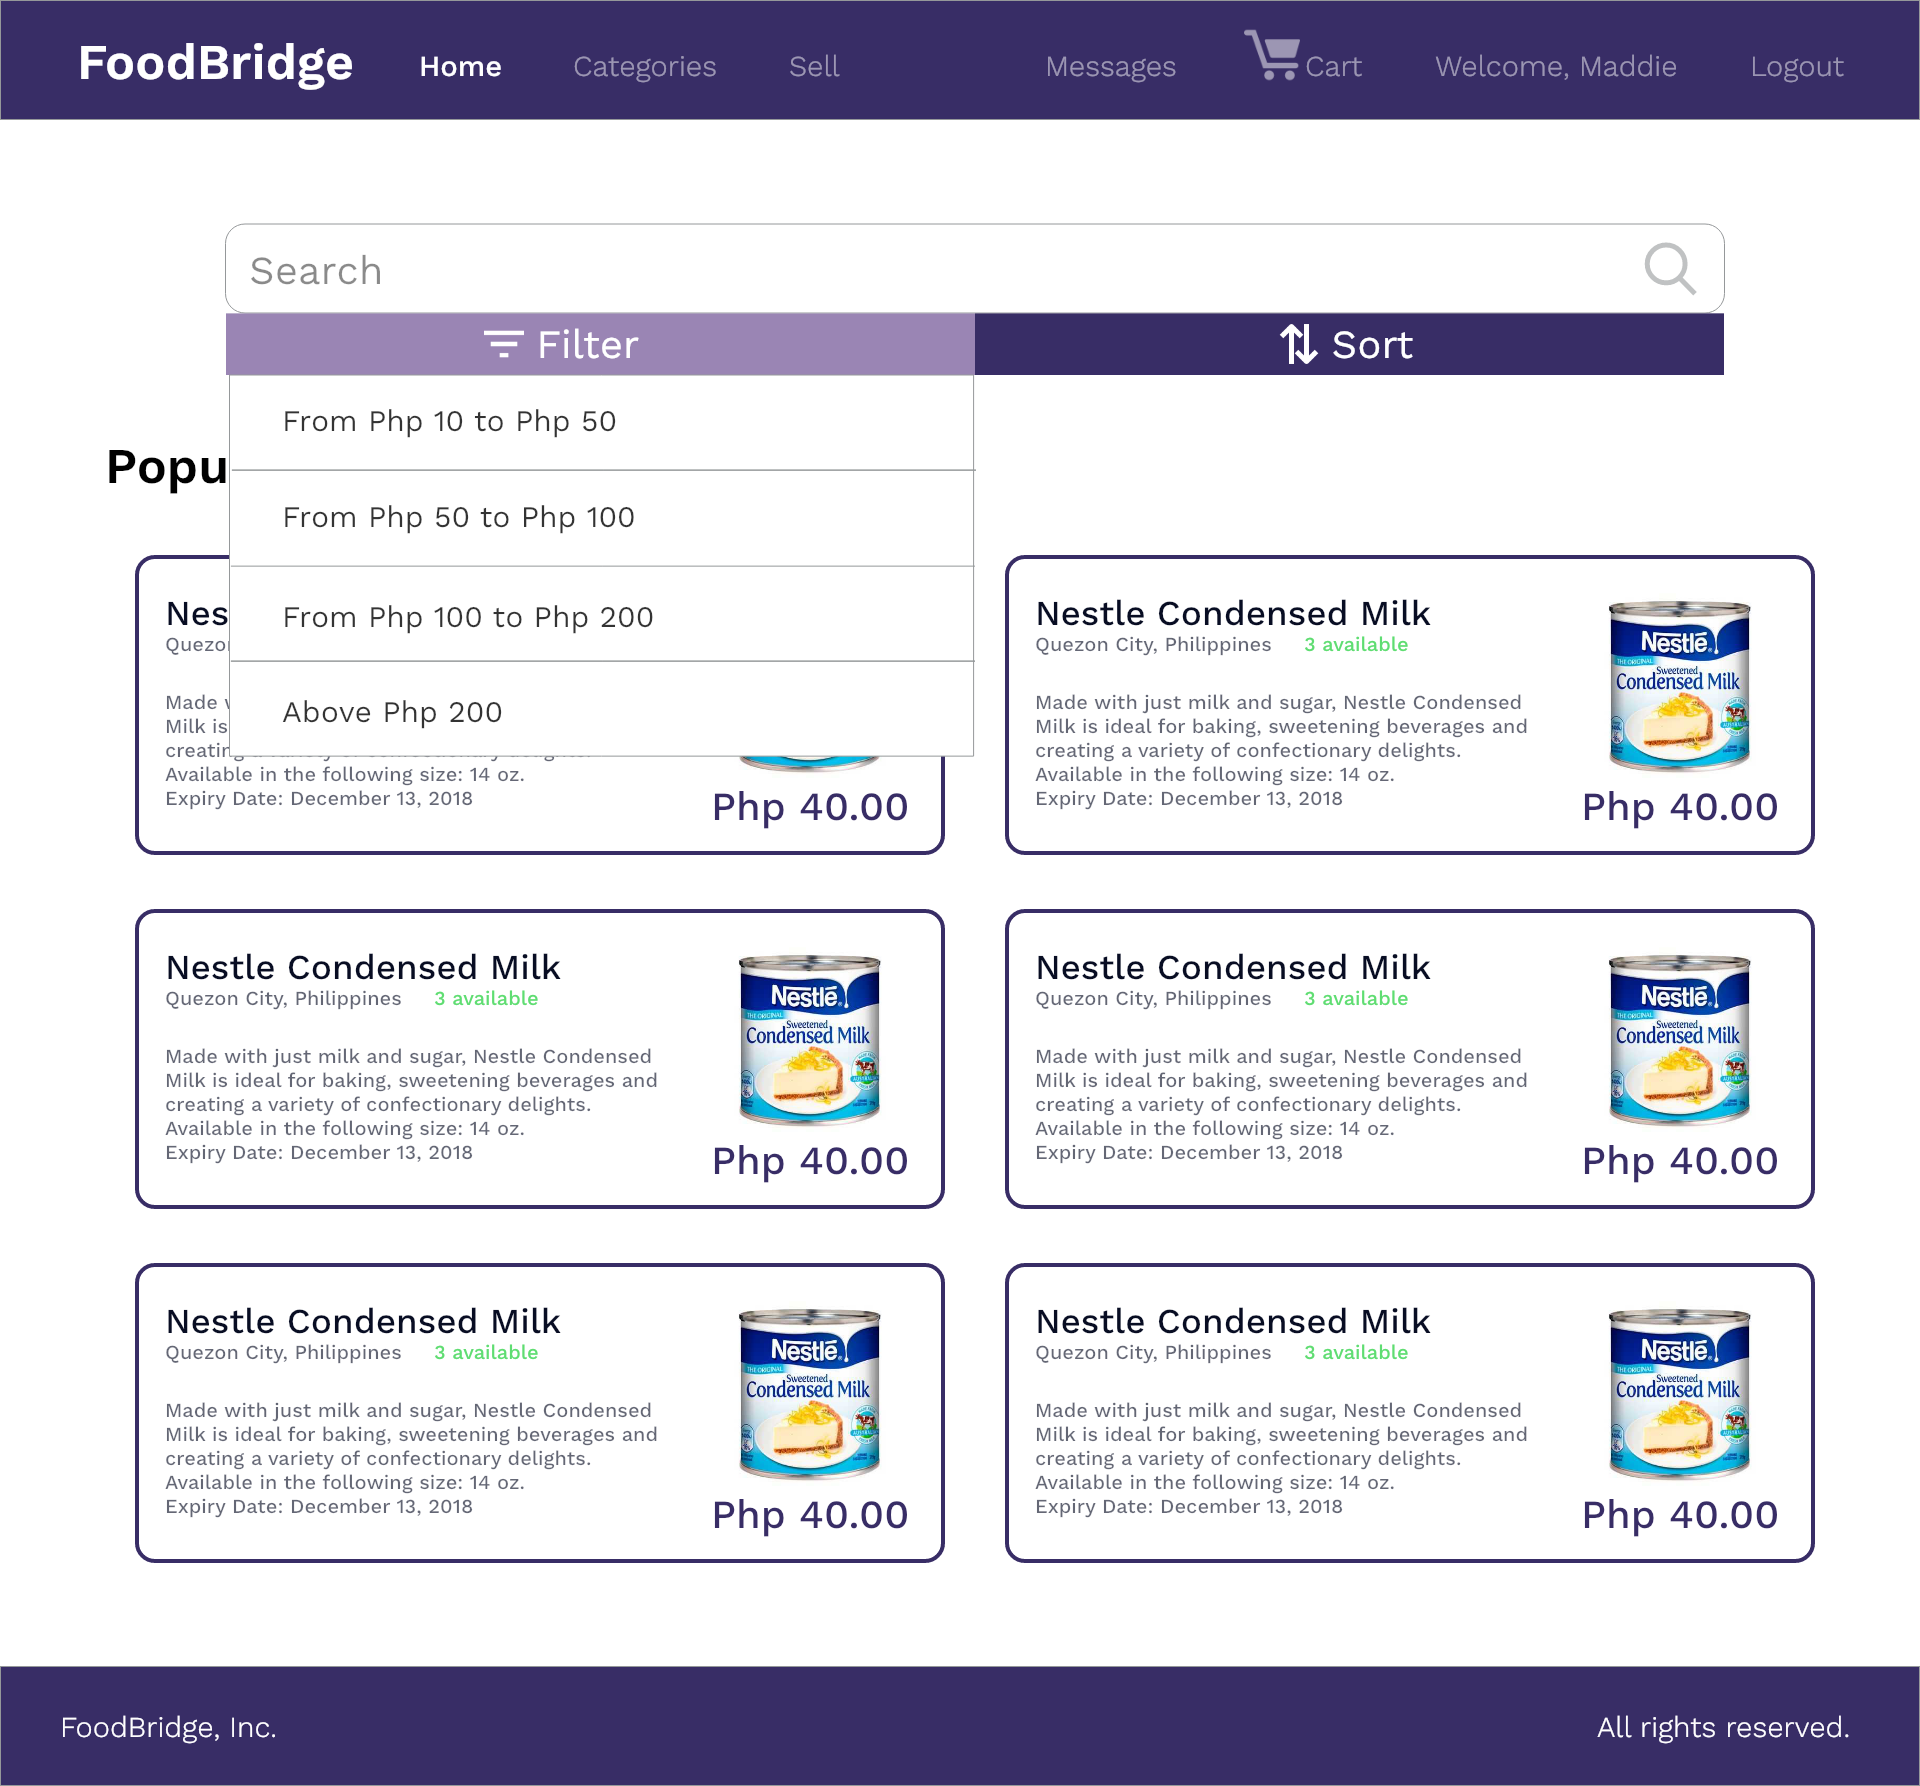 FoodBridge Home Categories Sell Messages Cart Welcome, Maddie Logout
Search
Filter Sort
From Php 10 to Php 50
Popu
From Php 50 to Php 100
From Php 100 to Php 200
Above Php 200
Nes
Quezo
Made
Milk is
creating a variety of confectionary delights.
Available in the following size: 14 oz.
Expiry Date: December 13, 2018
Php 40.00
Nestle Condensed Milk
Quezon City, Philippines 3 available
Made with just milk and sugar, Nestle Condensed
Milk is ideal for baking, sweetening beverages and
creating a variety of confectionary delights.
Available in the following size: 14 oz.
Expiry Date: December 13, 2018
Nestlé
THE ORIGINAL
Sweetened
Condensed Milk
Php 40.00
Nestle Condensed Milk
Quezon City, Philippines 3 available
Made with just milk and sugar, Nestle Condensed
Milk is ideal for baking, sweetening beverages and
creating a variety of confectionary delights.
Available in the following size: 14 oz.
Expiry Date: December 13, 2018
Nestlé
THE ORIGINAL
Sweetened
Condensed Milk
Php 40.00
Nestle Condensed Milk
Quezon City, Philippines 3 available
Made with just milk and sugar, Nestle Condensed
Milk is ideal for baking, sweetening beverages and
creating a variety of confectionary delights.
Available in the following size: 14 oz.
Expiry Date: December 13, 2018
Nestlé
THE ORIGINAL
Sweetened
Condensed Milk
Php 40.00
Nestle Condensed Milk
Quezon City, Philippines 3 available
Made with just milk and sugar, Nestle Condensed
Milk is ideal for baking, sweetening beverages and
creating a variety of confectionary delights.
Available in the following size: 14 oz.
Expiry Date: December 13, 2018
Nestlé
THE ORIGINAL
Sweetened
Condensed Milk
Php 40.00
Nestle Condensed Milk
Quezon City, Philippines 3 available
Made with just milk and sugar, Nestle Condensed
Milk is ideal for baking, sweetening beverages and
creating a variety of confectionary delights.
Available in the following size: 14 oz.
Expiry Date: December 13, 2018
Nestlé
THE ORIGINAL
Sweetened
Condensed Milk
Php 40.00
FoodBridge, Inc. All rights reserved.